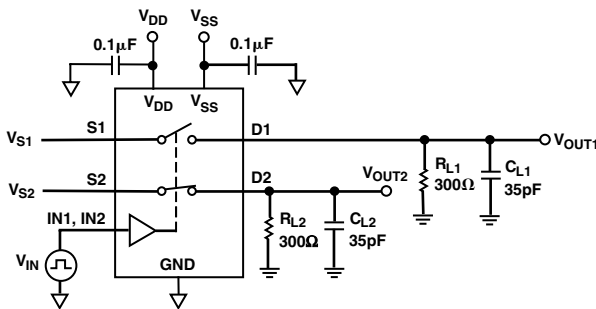 V_DD V_SS
0.1μF 0.1μF
V_DD V_SS
V_S1 S1 D1 V_OUT1
R_L1 300Ω C_L1 35pF
V_S2 S2 D2 V_OUT2
R_L2 300Ω C_L2 35pF
IN1, IN2
V_IN
GND